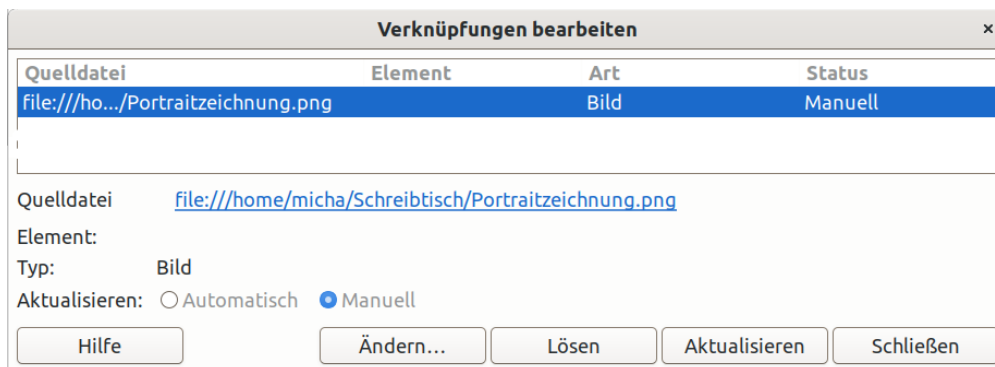 Verknüpfungen bearbeiten ×
Quelldatei Element Art Status
file:///ho.../Portraitzeichnung.png Bild Manuell
Quelldatei file:///home/micha/Schreibtisch/Portraitzeichnung.png
Element:
Typ: Bild
Aktualisieren: Automatisch Manuell
Hilfe Ändern... Lösen Aktualisieren Schließen